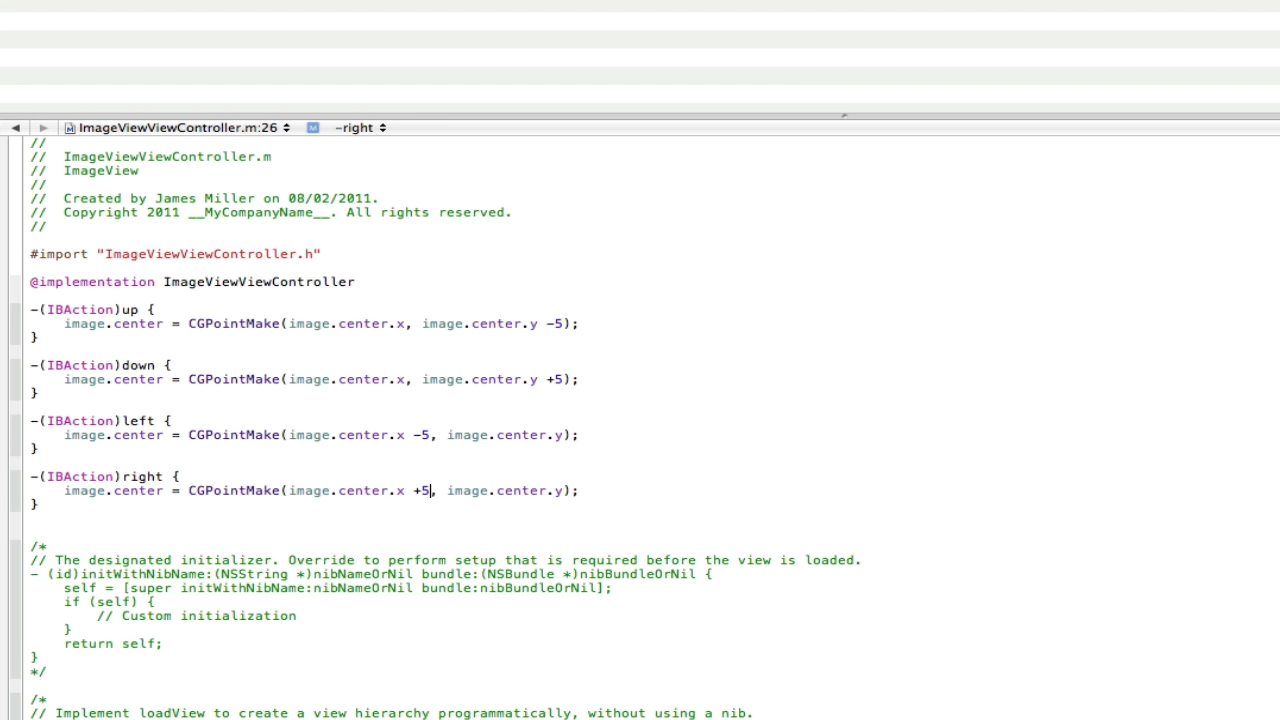 ImageViewViewController.m:26 -right
//
// ImageViewViewController.m
// ImageView
//
// Created by James Miller on 08/02/2011.
// Copyright 2011 __MyCompanyName__. All rights reserved.
//
#import "ImageViewViewController.h"
@implementation ImageViewViewController
-(IBAction)up {
image.center = CGPointMake(image.center.x, image.center.y -5);
}
-(IBAction)down {
image.center = CGPointMake(image.center.x, image.center.y +5);
}
-(IBAction)left {
image.center = CGPointMake(image.center.x -5, image.center.y);
}
-(IBAction)right {
image.center = CGPointMake(image.center.x +5, image.center.y);
}
/*
// The designated initializer. Override to perform setup that is required before the view is loaded.
- (id)initWithNibName:(NSString *)nibNameOrNil bundle:(NSBundle *)nibBundleOrNil {
self = [super initWithNibName:nibNameOrNil bundle:nibBundleOrNil];
if (self) {
// Custom initialization
}
return self;
}
*/
/*
// Implement loadView to create a view hierarchy programmatically, without using a nib.